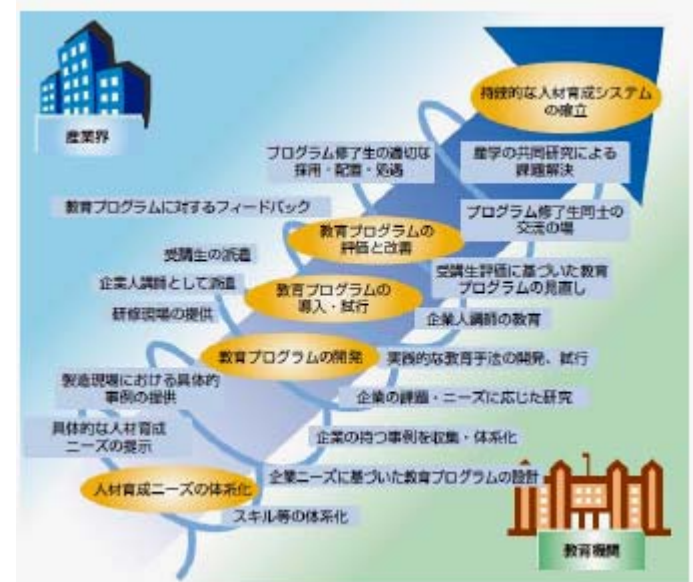 産業界
持続的な人材育成システム
の確立
プログラム修了生の適切な
採用・配置・処遇
産学の共同研究による
課題解決
教育プログラムに対するフィードバック
プログラム修了生同士の
交流の場
教育プログラムの
評価と改善
受講生の派遣
受講生評価に基づいた教育
プログラムの見直し
企業人講師として派遣
教育プログラムの
導入・試行
研修現場の提供
企業人講師の教育
教育プログラムの開発
実践的な教育手法の開発、試行
製造現場における具体的
事例の提供
企業の課題・ニーズに応じた研究
具体的な人材育成
ニーズの提示
企業の持つ事例を収集・体系化
人材育成ニーズの体系化
企業ニーズに基づいた教育プログラムの設計
スキル等の体系化
教育機関